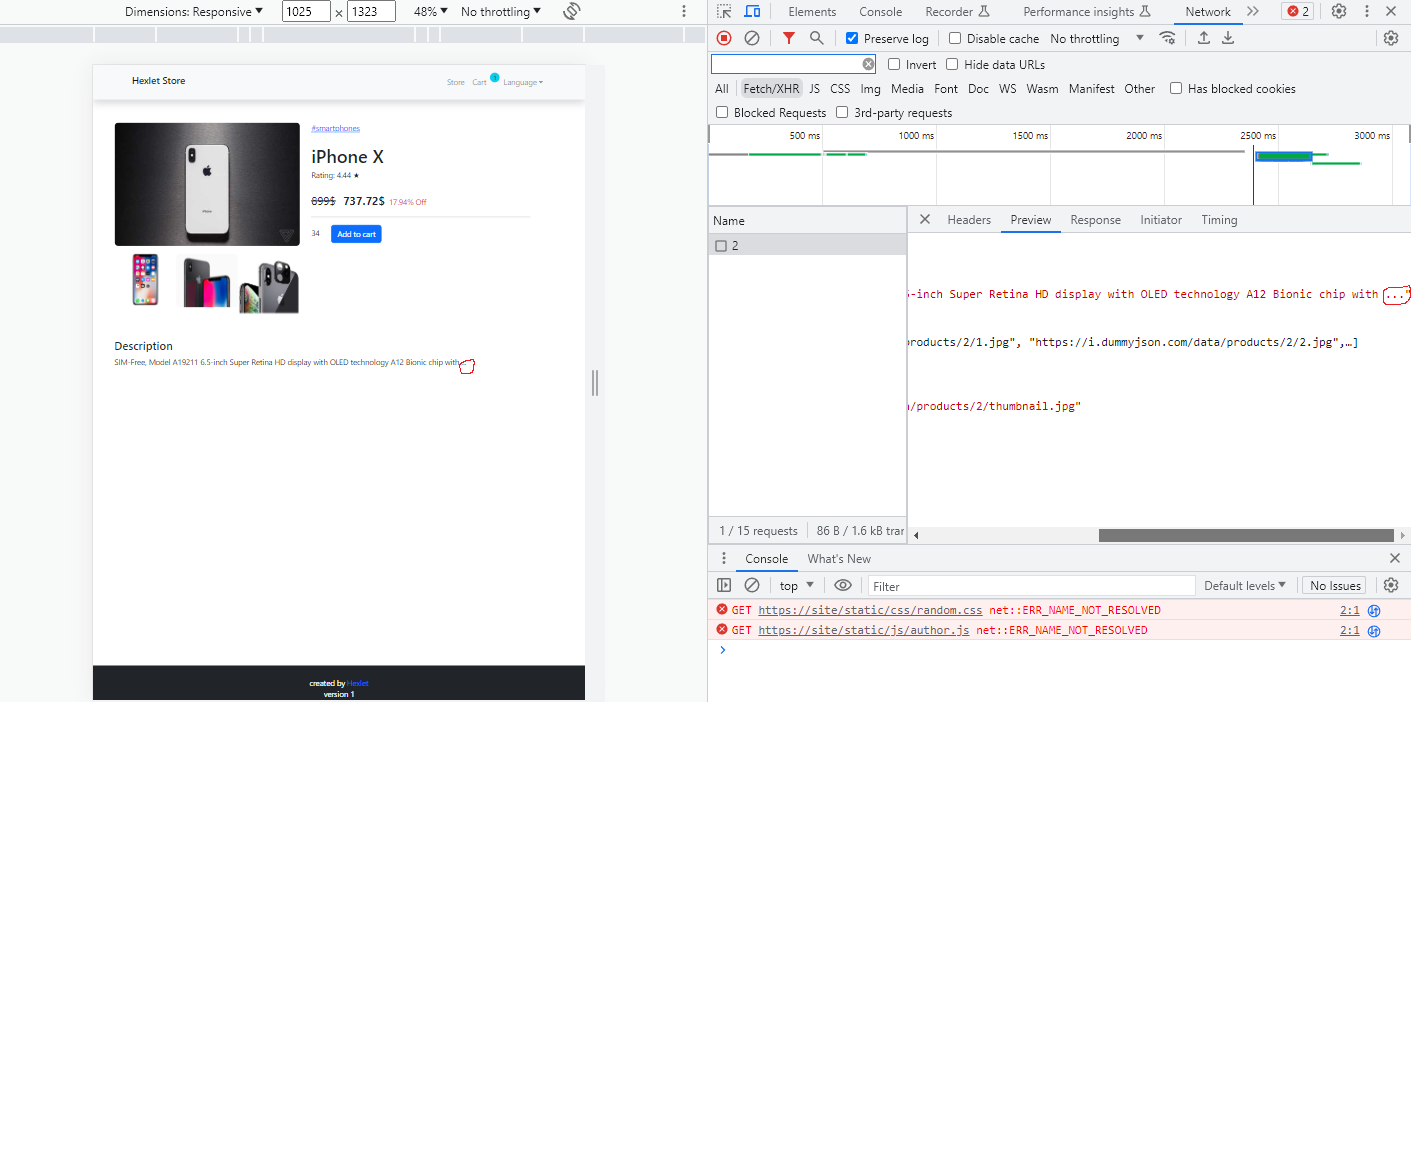 Dimensions: Responsive 1025 × 1323 48% No throttling
Hexlet Store Store Cart 1 Language
#smartphones
iPhone X
Rating: 4.44 ★
899$ 737.72$ 17.94% Off
34 Add to cart
Description
SIM-Free, Model A19211 6.5-inch Super Retina HD display with OLED technology A12 Bionic chip with ...
created by Hexlet
version 1
Elements Console Recorder Performance insights Network 2
Preserve log Disable cache No throttling
Invert Hide data URLs
All Fetch/XHR JS CSS Img Media Font Doc WS Wasm Manifest Other Has blocked cookies
Blocked Requests 3rd-party requests
500 ms 1000 ms 1500 ms 2000 ms 2500 ms 3000 ms
Name
2
1 / 15 requests 86 B / 1.6 kB trar
Headers Preview Response Initiator Timing
5-inch Super Retina HD display with OLED technology A12 Bionic chip with ..."
products/2/1.jpg", "https://i.dummyjson.com/data/products/2/2.jpg",…]
/products/2/thumbnail.jpg"
Console What's New
top Filter Default levels No Issues
GET https://site/static/css/random.css net::ERR_NAME_NOT_RESOLVED 2:1
GET https://site/static/js/author.js net::ERR_NAME_NOT_RESOLVED 2:1